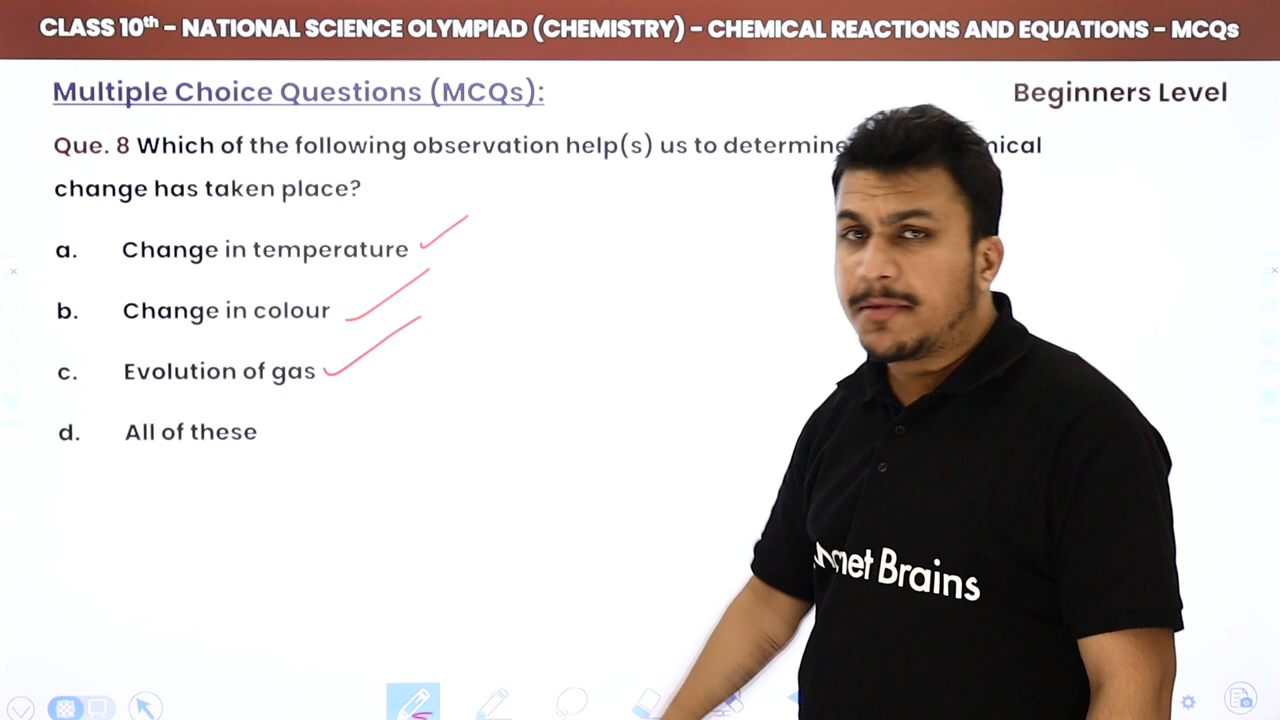 CLASS 10th - NATIONAL SCIENCE OLYMPIAD (CHEMISTRY) - CHEMICAL REACTIONS AND EQUATIONS - MCQs
Multiple Choice Questions (MCQs):
Beginners Level
Que. 8 Which of the following observation help(s) us to determine
change has taken place?
a. Change in temperature
b. Change in colour
c. Evolution of gas
d. All of these
Brains